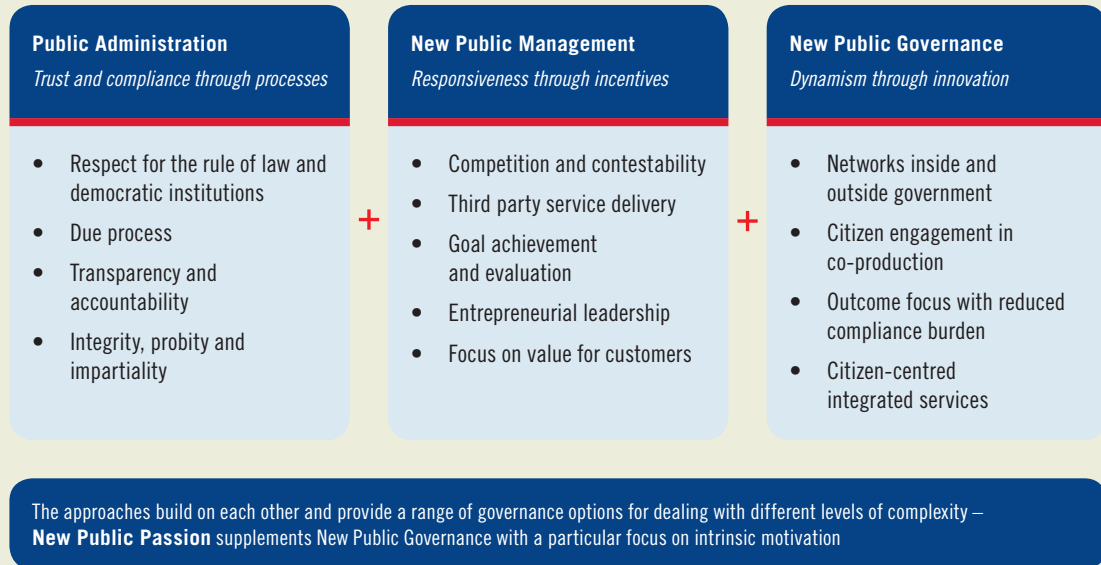 Public Administration
Trust and compliance through processes
• Respect for the rule of law and
democratic institutions
• Due process
• Transparency and
accountability
• Integrity, probity and
impartiality
+
New Public Management
Responsiveness through incentives
• Competition and contestability
• Third party service delivery
• Goal achievement
and evaluation
• Entrepreneurial leadership
• Focus on value for customers
+
New Public Governance
Dynamism through innovation
• Networks inside and
outside government
• Citizen engagement in
co-production
• Outcome focus with reduced
compliance burden
• Citizen-centred
integrated services
The approaches build on each other and provide a range of governance options for dealing with different levels of complexity –
New Public Passion supplements New Public Governance with a particular focus on intrinsic motivation